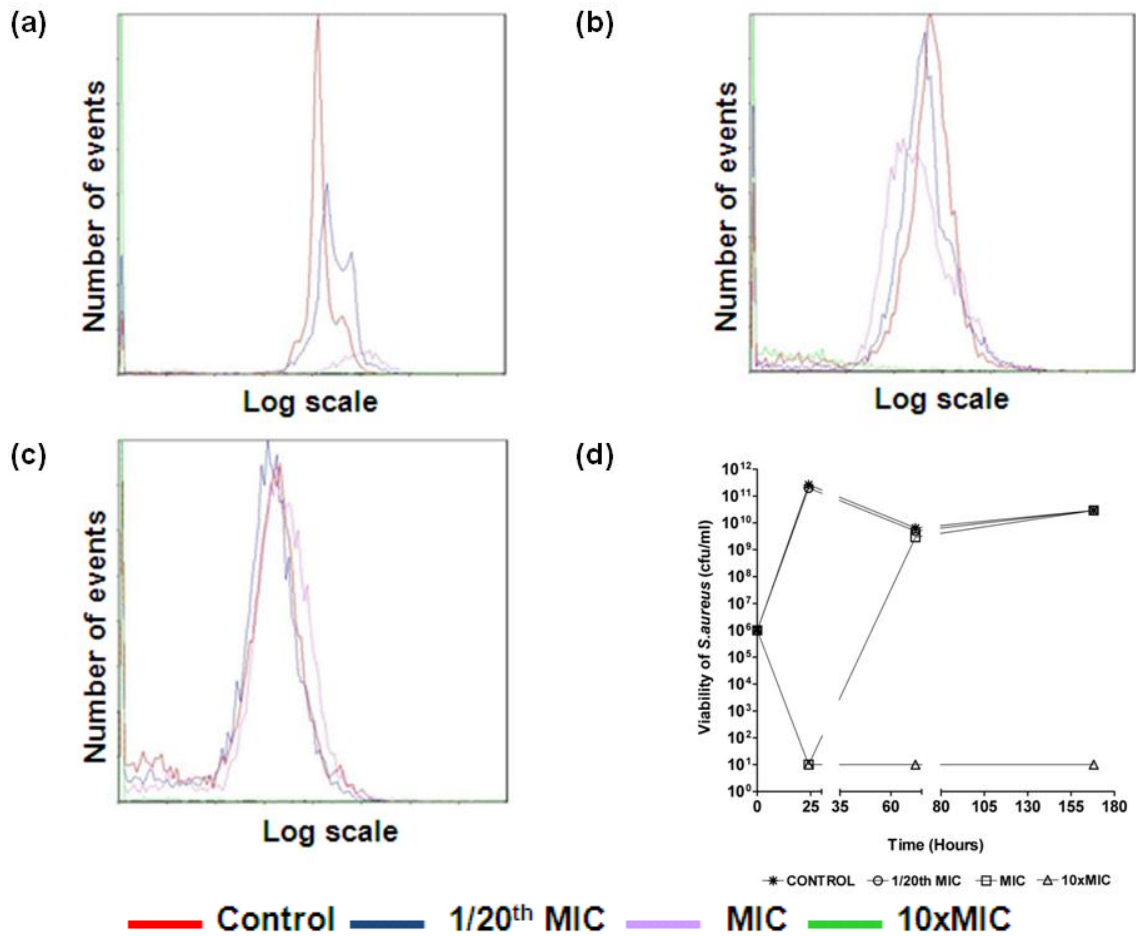 (a)
Number of events
Log scale
(b)
Number of events
Log scale
(c)
Number of events
Log scale
(d)
Viability of S.aureus (cfu/ml)
10¹²
10¹¹
10¹⁰
10⁹
10⁸
10⁷
10⁶
10⁵
10⁴
10³
10²
10¹
10⁰
0 25 35 60 80 105 130 155 180
Time (Hours)
CONTROL 1/20th MIC MIC 10xMIC
Control 1/20th MIC MIC 10xMIC